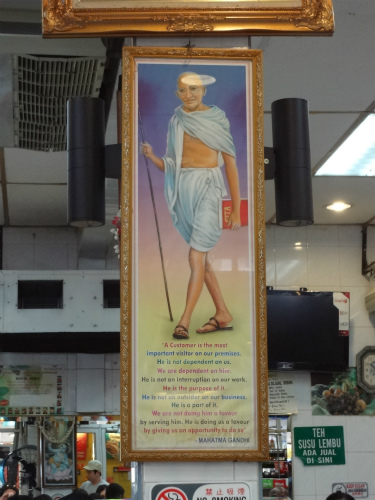 "A Customer is the most
important visitor on our premises.
He is not dependent on us.
We are dependent on him.
He is not an interruption on our work.
He is the purpose of it.
He is not an outsider on our business.
He is a part of it.
We are not doing him a favour
by serving him. He is doing us a favour
by giving us an opportunity to do so"
- MAHATMA GANDHI
TEH
SUSU LEMBU
ADA JUAL
DI SINI
禁止吸烟
NO SMOKING